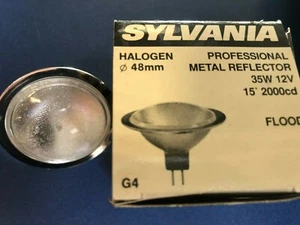 SYLVANIA
HALOGEN PROFESSIONAL
ø 48mm METAL REFLECTOR
35W 12V
15° 2000cd
FLOOD
G4